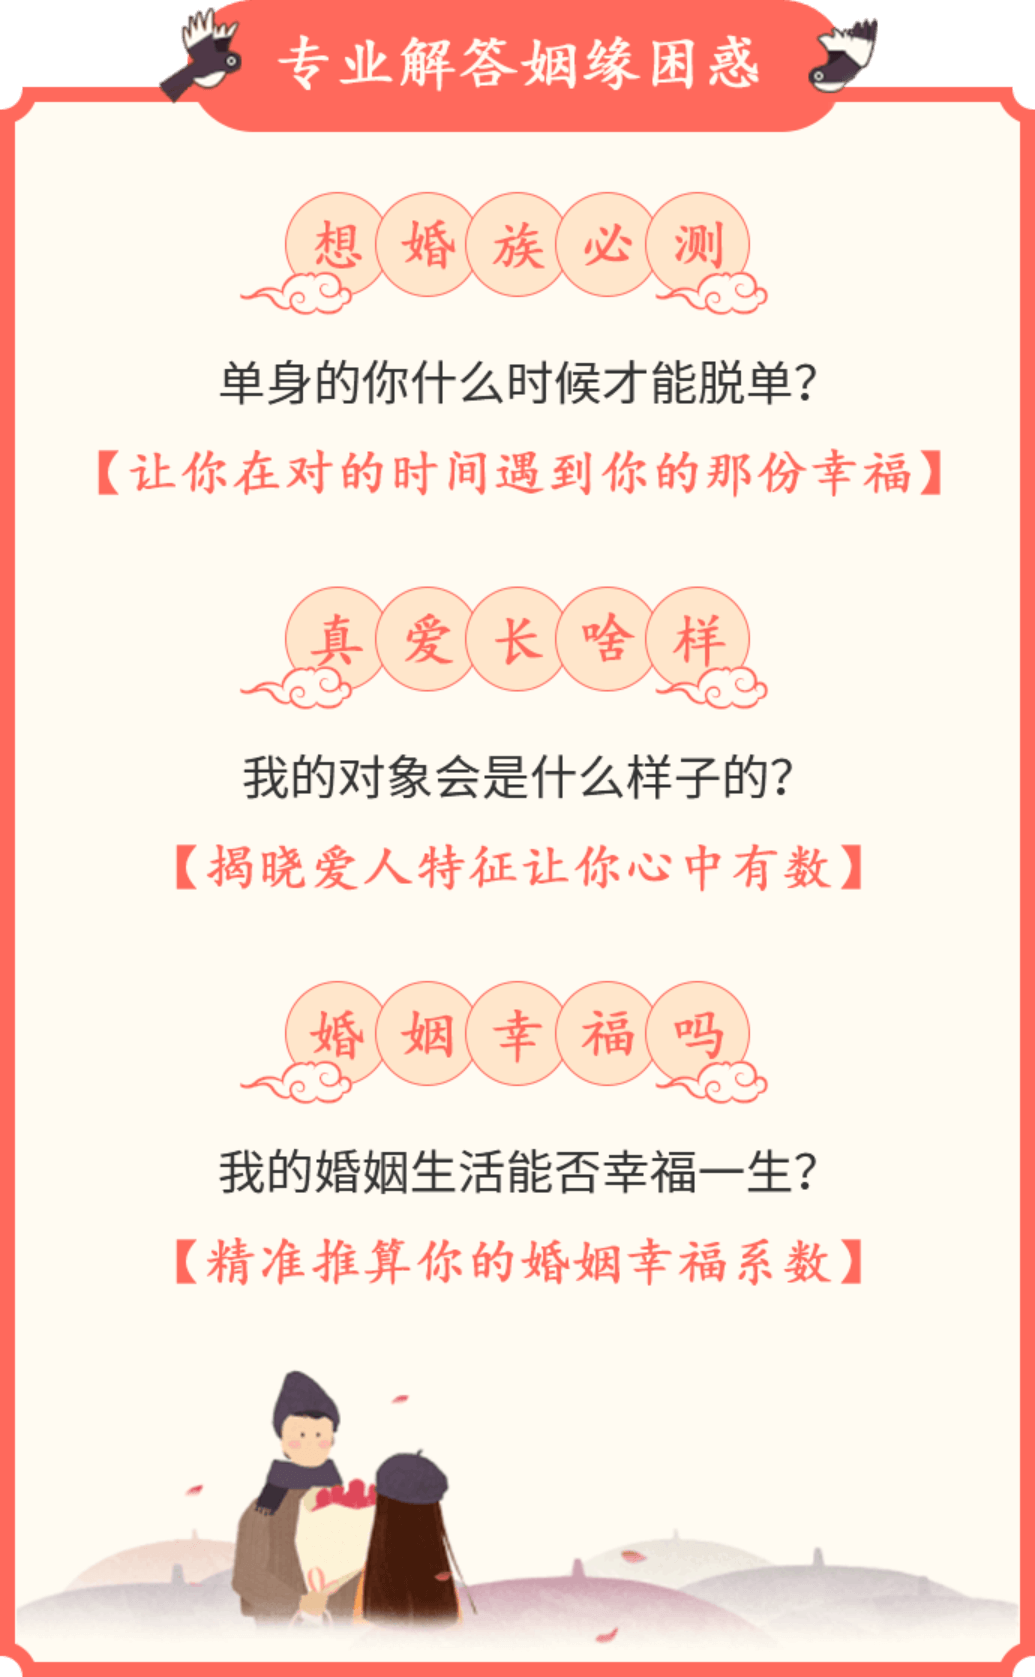 专业解答姻缘困惑
想婚族必测
单身的你什么时候才能脱单？
【让你在对的时间遇到你的那份幸福】
真爱长啥样
我的对象会是什么样子的？
【揭晓爱人特征让你心中有数】
婚姻幸福吗
我的婚姻生活能否幸福一生？
【精准推算你的婚姻幸福系数】